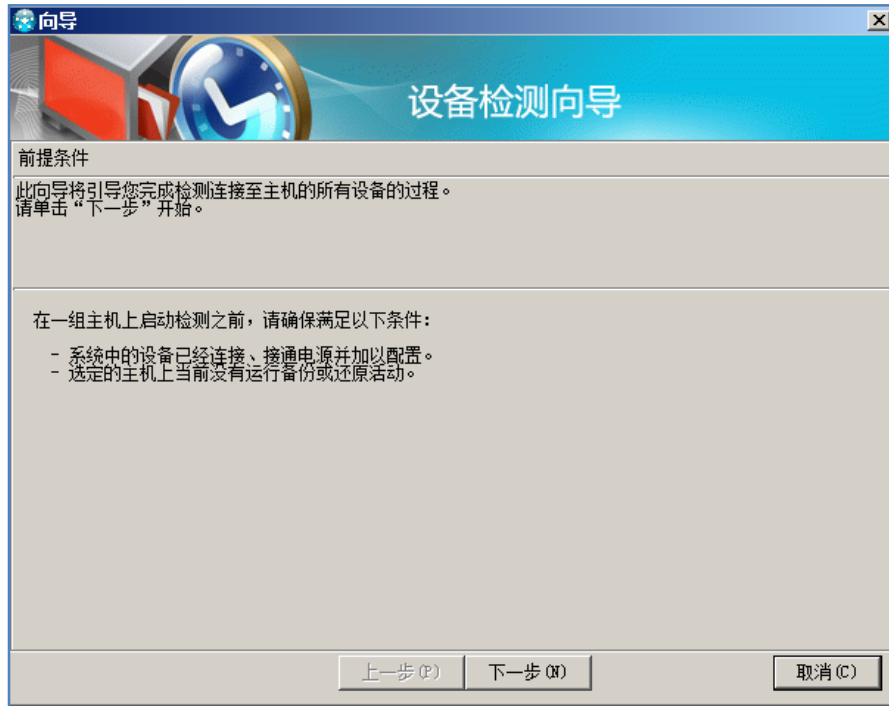 向导
设备检测向导
前提条件
此向导将引导您完成检测连接至主机的所有设备的过程。
请单击“下一步”开始。
在一组主机上启动检测之前，请确保满足以下条件：
- 系统中的设备已经连接、接通电源并加以配置。
- 选定的主机上当前没有运行备份或还原活动。
上一步(P) 下一步(N) 取消(C)